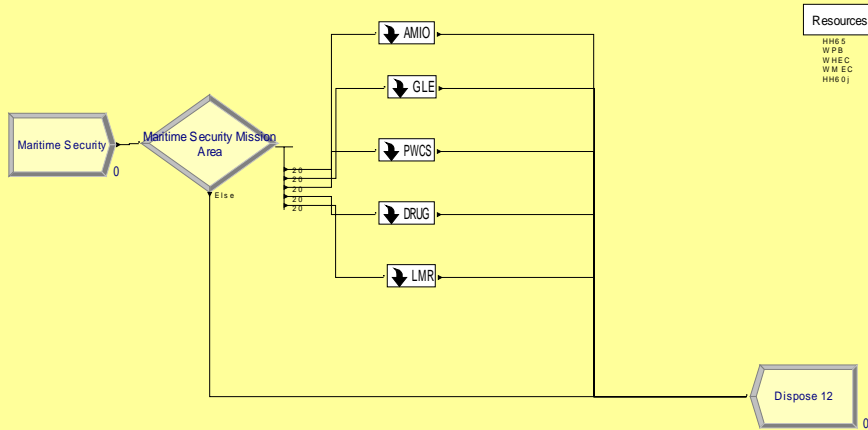 AMIO
Resources
HH65
WPB
WHEC
WMEC
HH60j
GLE
Maritime Security
0
Maritime Security Mission
Area
PWCS
20
20
20
20
20
Else
DRUG
LMR
Dispose 12
0